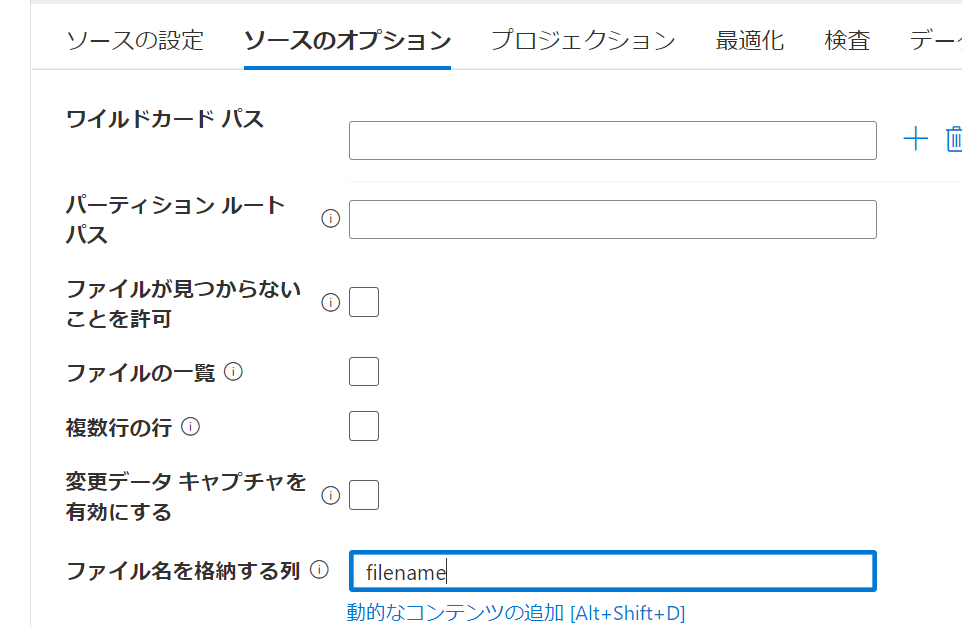 ソースの設定 ソースのオプション プロジェクション 最適化 検査
ワイルドカード パス
パーティション ルート
パス
ファイルが見つからない
ことを許可
ファイルの一覧
複数行の行
変更データ キャプチャを
有効にする
ファイル名を格納する列 filename
動的なコンテンツの追加 [Alt+Shift+D]